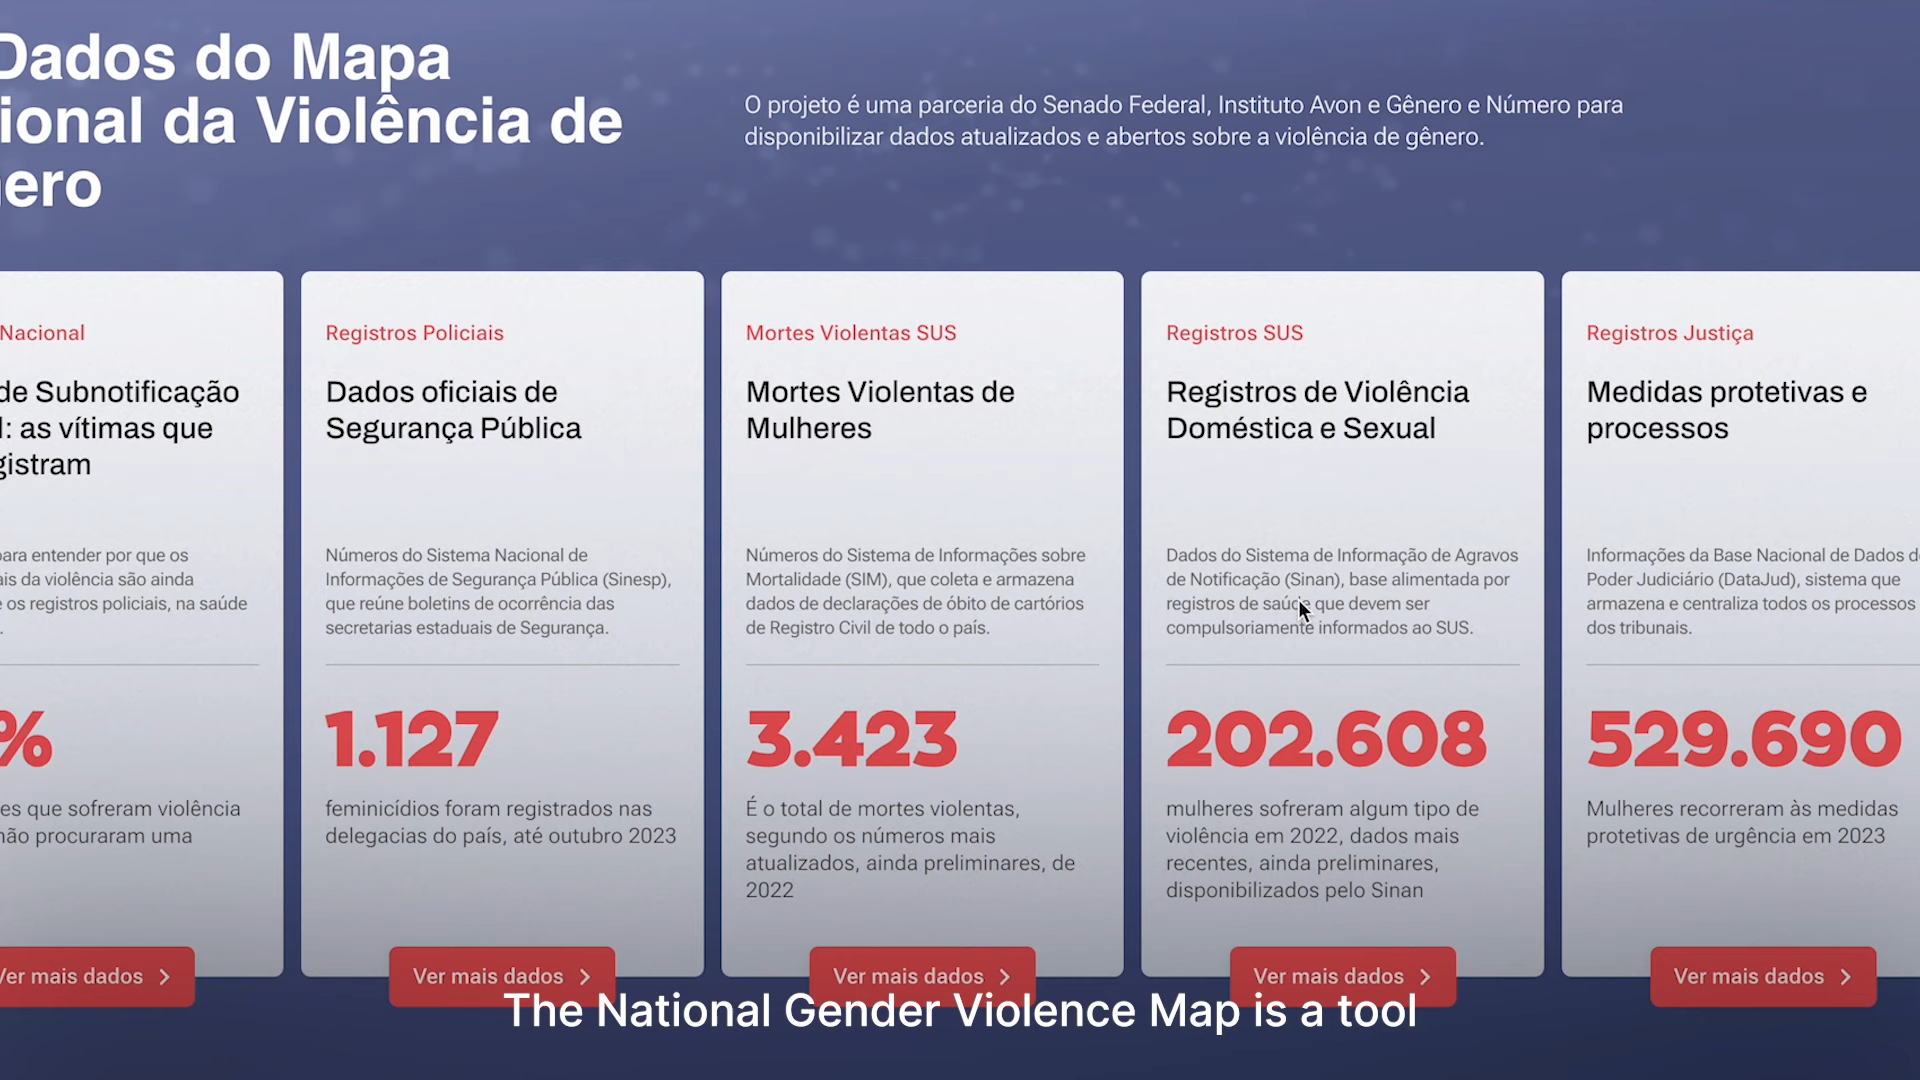 Dados do Mapa
ional da Violência de
ero
O projeto é uma parceria do Senado Federal, Instituto Avon e Gênero e Número para
disponibilizar dados atualizados e abertos sobre a violência de gênero.
Nacional
de Subnotificação
: as vítimas que
gistram
para entender por que os
ais da violência são ainda
e os registros policiais, na saúde
.
%
es que sofreram violência
não procuraram uma
Ver mais dados
Registros Policiais
Dados oficiais de
Segurança Pública
Números do Sistema Nacional de
Informações de Segurança Pública (Sinesp),
que reúne boletins de ocorrência das
secretarias estaduais de Segurança.
1.127
feminicídios foram registrados nas
delegacias do país, até outubro 2023
Ver mais dados
Mortes Violentas SUS
Mortes Violentas de
Mulheres
Números do Sistema de Informações sobre
Mortalidade (SIM), que coleta e armazena
dados de declarações de óbito de cartórios
de Registro Civil de todo o país.
3.423
É o total de mortes violentas,
segundo os números mais
atualizados, ainda preliminares, de
2022
Ver mais dados
Registros SUS
Registros de Violência
Doméstica e Sexual
Dados do Sistema de Informação de Agravos
de Notificação (Sinan), base alimentada por
registros de saúde que devem ser
compulsoriamente informados ao SUS.
202.608
mulheres sofreram algum tipo de
violência em 2022, dados mais
recentes, ainda preliminares,
disponibilizados pelo Sinan
Ver mais dados
Registros Justiça
Medidas protetivas e
processos
Informações da Base Nacional de Dados d
Poder Judiciário (DataJud), sistema que
armazena e centraliza todos os processos
dos tribunais.
529.690
Mulheres recorreram às medidas
protetivas de urgência em 2023
Ver mais dados
The National Gender Violence Map is a tool